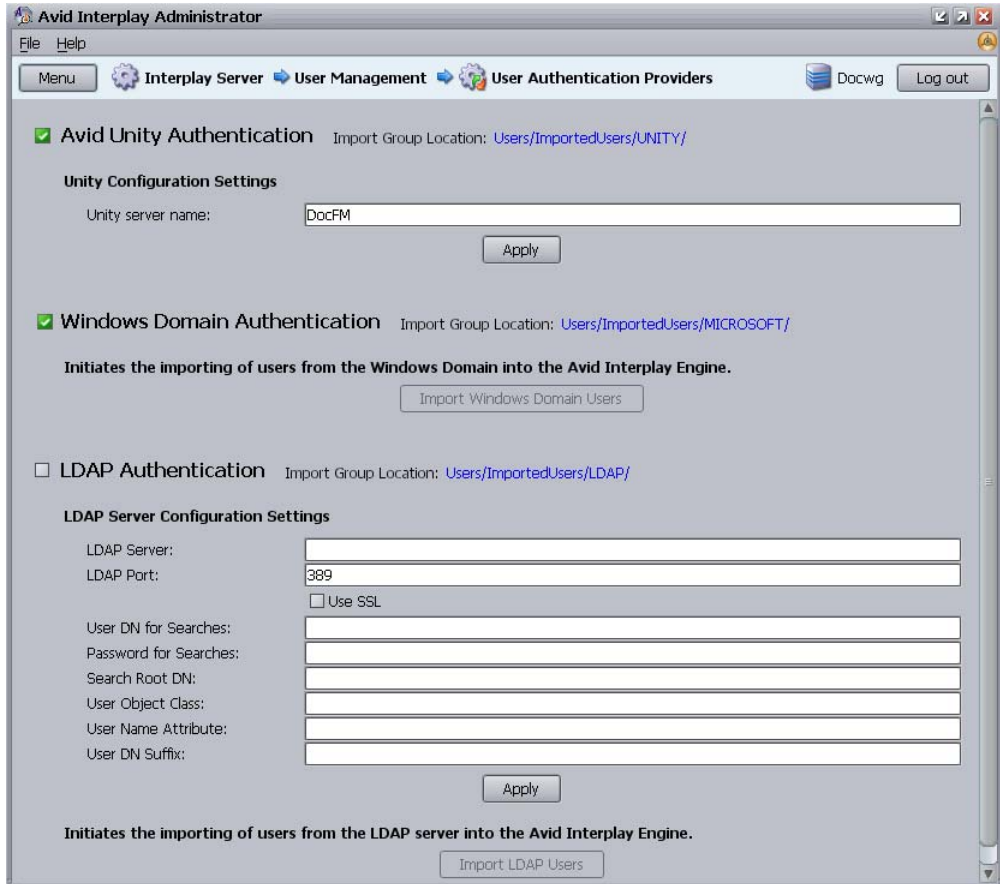 Avid Interplay Administrator
File Help
Menu Interplay Server User Management User Authentication Providers Docwg Log out
Avid Unity Authentication Import Group Location: Users/ImportedUsers/UNITY/
Unity Configuration Settings
Unity server name: DocFM
Apply
Windows Domain Authentication Import Group Location: Users/ImportedUsers/MICROSOFT/
Initiates the importing of users from the Windows Domain into the Avid Interplay Engine.
Import Windows Domain Users
LDAP Authentication Import Group Location: Users/ImportedUsers/LDAP/
LDAP Server Configuration Settings
LDAP Server:
LDAP Port: 389
Use SSL
User DN for Searches:
Password for Searches:
Search Root DN:
User Object Class:
User Name Attribute:
User DN Suffix:
Apply
Initiates the importing of users from the LDAP server into the Avid Interplay Engine.
Import LDAP Users